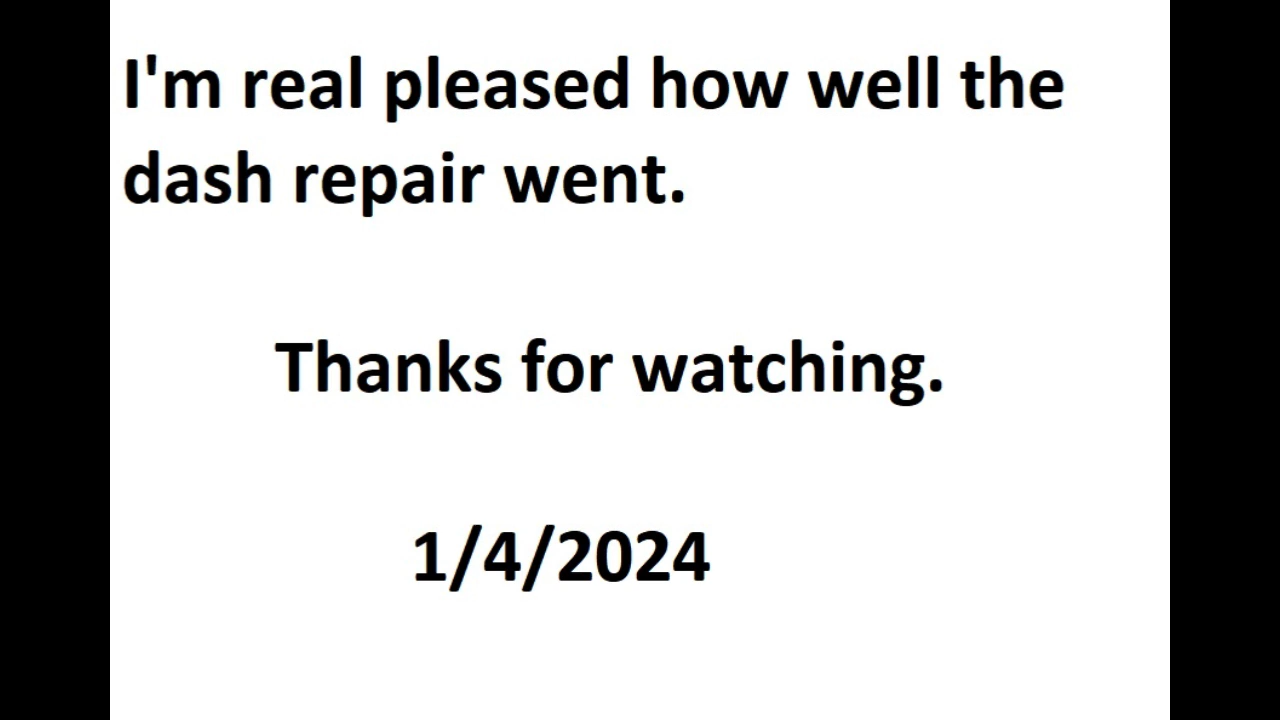 I'm real pleased how well the
dash repair went.
Thanks for watching.
1/4/2024